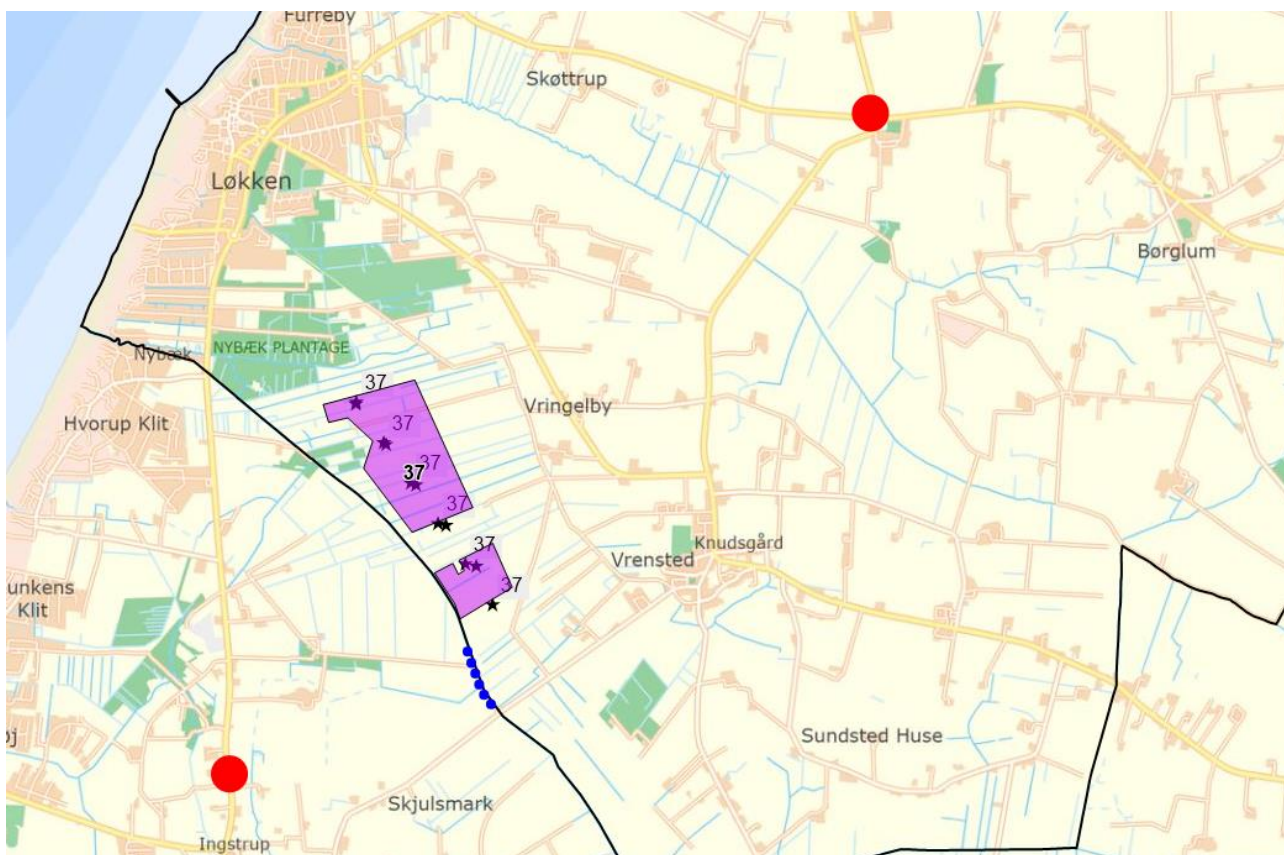 Furreby
Skøttrup
Løkken
Børglum
Nybæk
NYBÆK PLANTAGE
37
Vringelby
Hvorup Klit
37
37
37
37
Knudsgård
37
Vrensted
37
unkens
Klit
Sundsted Huse
øj
Skjulsmark
Ingstrup